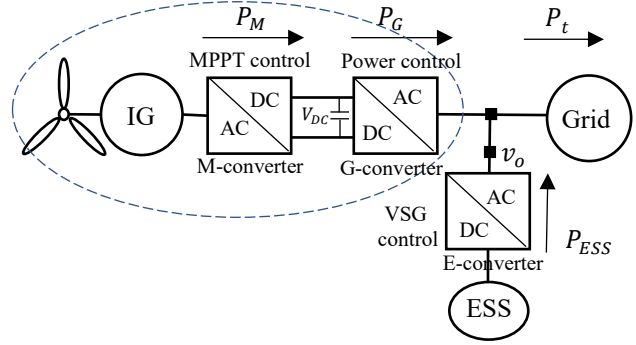 P_M
P_G
P_t
MPPT control
Power control
IG
DC
AC
V_DC
AC
DC
Grid
M-converter
G-converter
v_o
VSG
control
AC
DC
P_ESS
E-converter
ESS